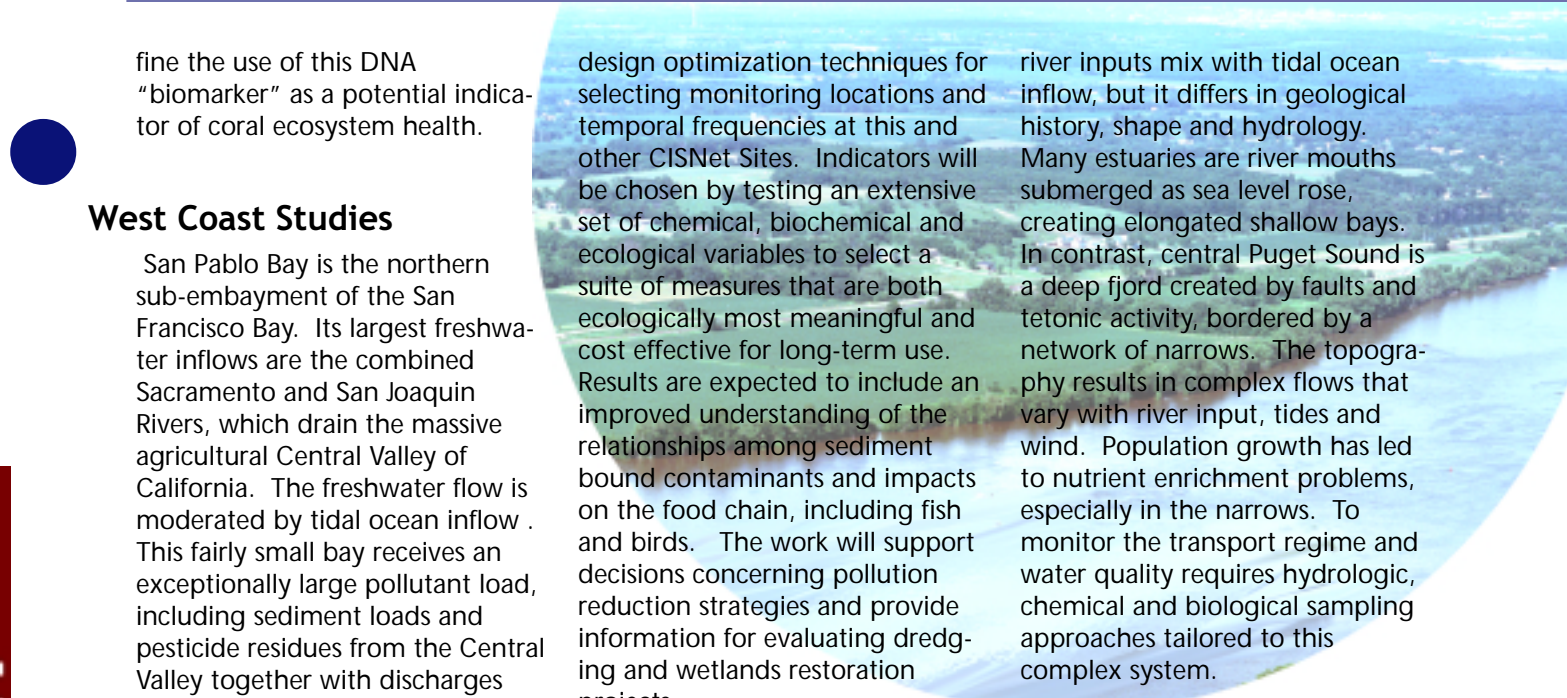 fine the use of this DNA
“biomarker” as a potential indica-
tor of coral ecosystem health.
West Coast Studies
San Pablo Bay is the northern
sub-embayment of the San
Francisco Bay.  Its largest freshwa-
ter inflows are the combined
Sacramento and San Joaquin
Rivers, which drain the massive
agricultural Central Valley of
California.  The freshwater flow is
moderated by tidal ocean inflow .
This fairly small bay receives an
exceptionally large pollutant load,
including sediment loads and
pesticide residues from the Central
Valley together with discharges
design optimization techniques for
selecting monitoring locations and
temporal frequencies at this and
other CISNet Sites.  Indicators will
be chosen by testing an extensive
set of chemical, biochemical and
ecological variables to select a
suite of measures that are both
ecologically most meaningful and
cost effective for long-term use.
Results are expected to include an
improved understanding of the
relationships among sediment
bound contaminants and impacts
on the food chain, including fish
and birds.   The work will support
decisions concerning pollution
reduction strategies and provide
information for evaluating dredg-
ing and wetlands restoration
river inputs mix with tidal ocean
inflow, but it differs in geological
history, shape and hydrology.
Many estuaries are river mouths
submerged as sea level rose,
creating elongated shallow bays.
In contrast, central Puget Sound is
a deep fjord created by faults and
tetonic activity, bordered by a
network of narrows.  The topogra-
phy results in complex flows that
vary with river input, tides and
wind.  Population growth has led
to nutrient enrichment problems,
especially in the narrows.  To
monitor the transport regime and
water quality requires hydrologic,
chemical and biological sampling
approaches tailored to this
complex system.